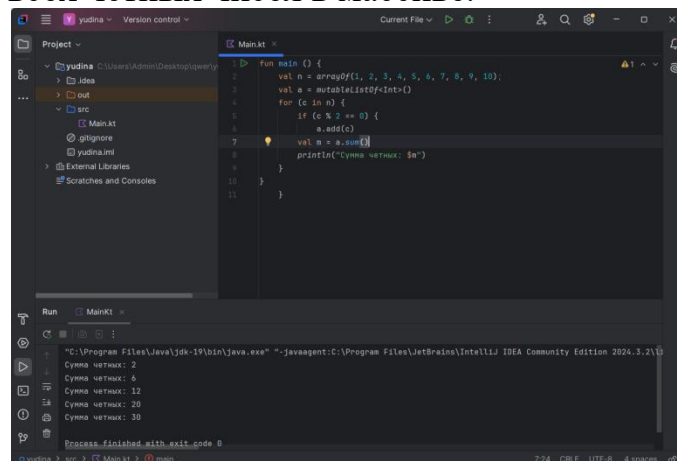 yudina Version control Current File
Project
Main.kt
yudina C:\Users\Admin\Desktop\qwer\y
.idea
out
src
Main.kt
.gitignore
yudina.iml
External Libraries
Scratches and Consoles
1 fun main () {
2 val n = arrayOf(1, 2, 3, 4, 5, 6, 7, 8, 9, 10);
3 val a = mutableListOf<Int>()
4 for (c in n) {
5 if (c % 2 == 0) {
6 a.add(c)
7 val m = a.sum()
8 println("Сумма четных: $m")
9 }
10 }
11 }
1
Run MainKt
"C:\Program Files\Java\jdk-19\bin\java.exe" "-javaagent:C:\Program Files\JetBrains\IntelliJ IDEA Community Edition 2024.3.2\li
Сумма четных: 2
Сумма четных: 6
Сумма четных: 12
Сумма четных: 20
Сумма четных: 30
Process finished with exit code 0
yudina > src > Main.kt > main 7:24 CRLF UTF-8 4 spaces